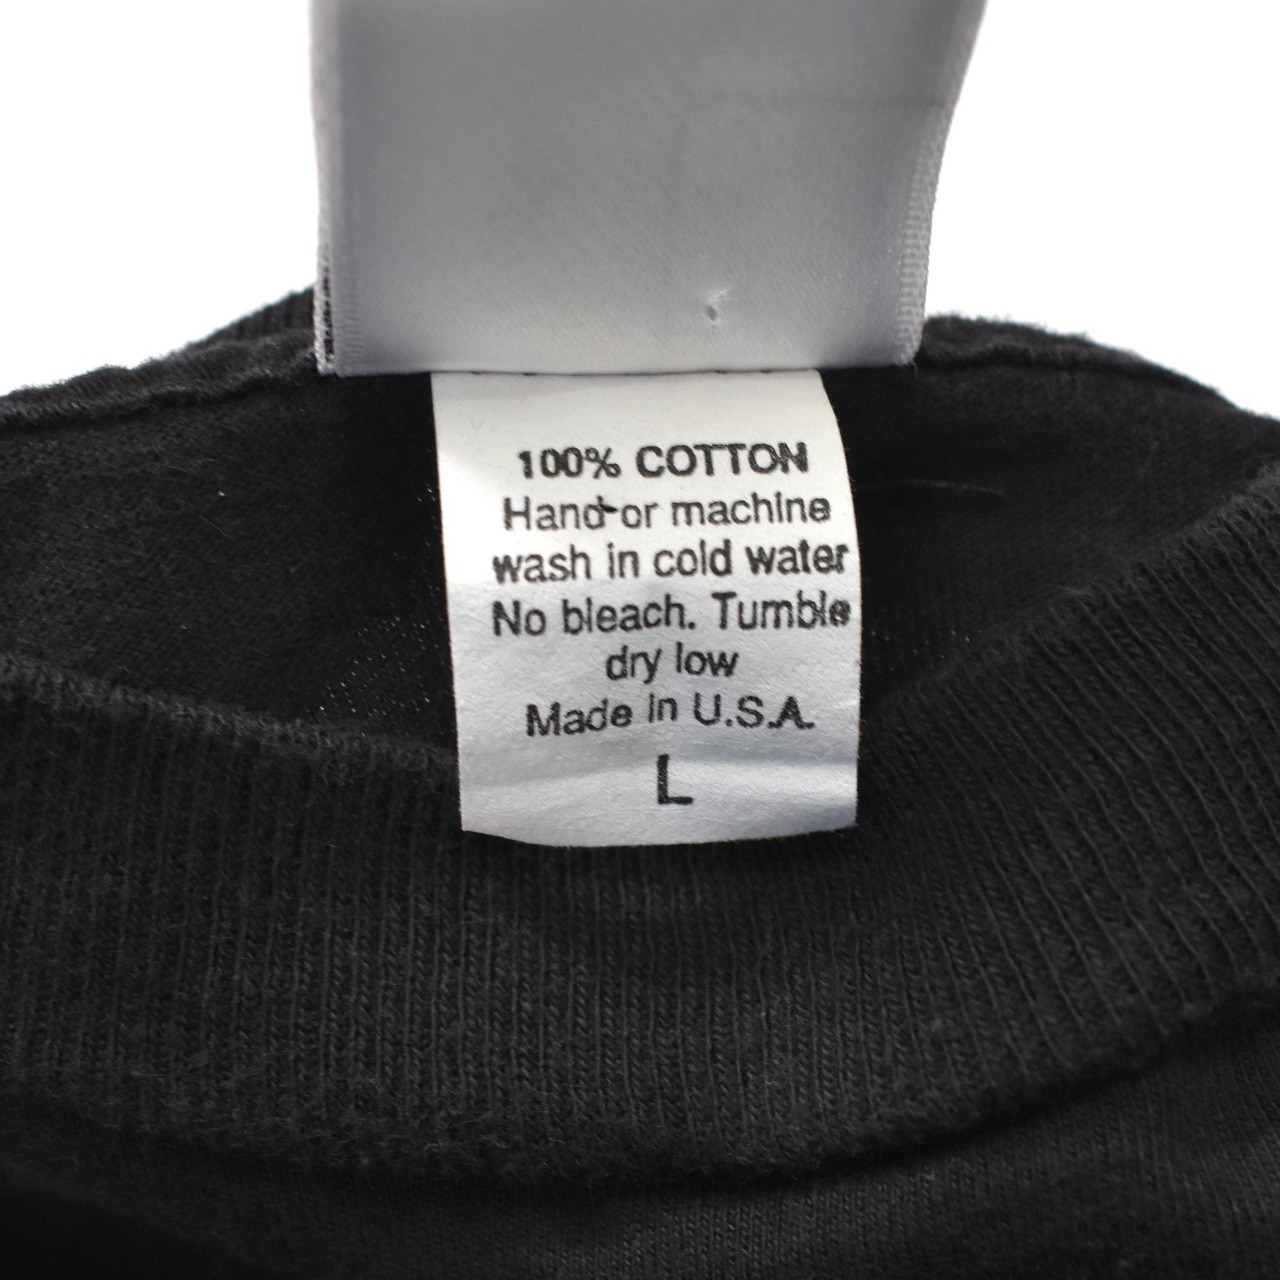 100% COTTON
Hand or machine
wash in cold water
No bleach. Tumble
dry low
Made in U.S.A.
L